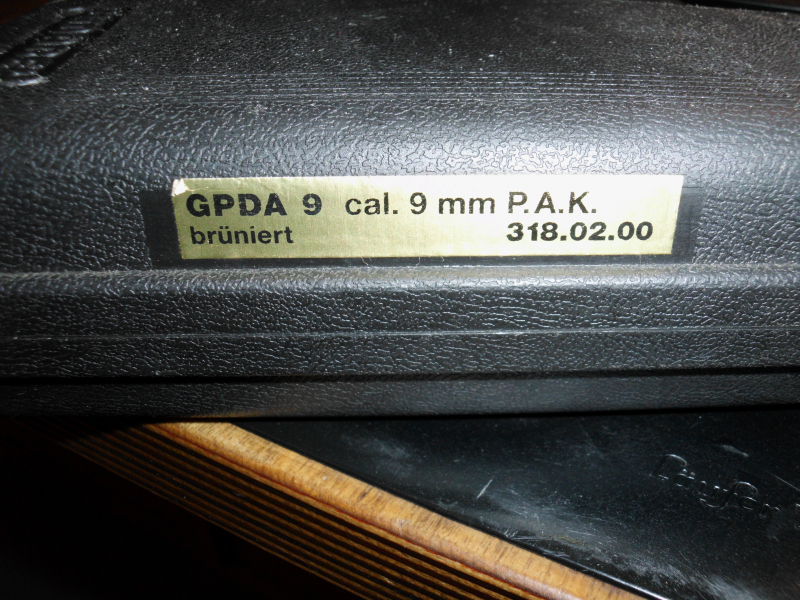 GPDA 9 cal. 9 mm P.A.K.
brüniert 318.02.00